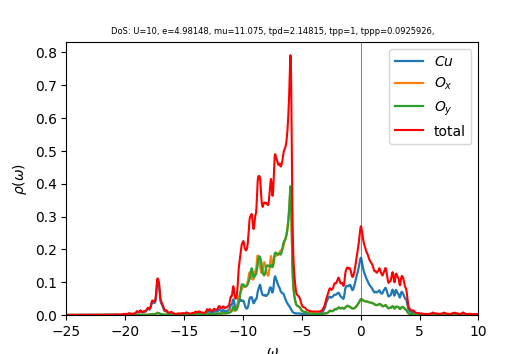 DoS: U=10, e=4.98148, mu=11.075, tpd=2.14815, tpp=1, tppp=0.0925926,
0.8
0.7
0.6
0.5
0.4
0.3
0.2
0.1
0.0
ρ(ω)
Cu
O_x
O_y
total
−25 −20 −15 −10 −5 0 5 10
ω